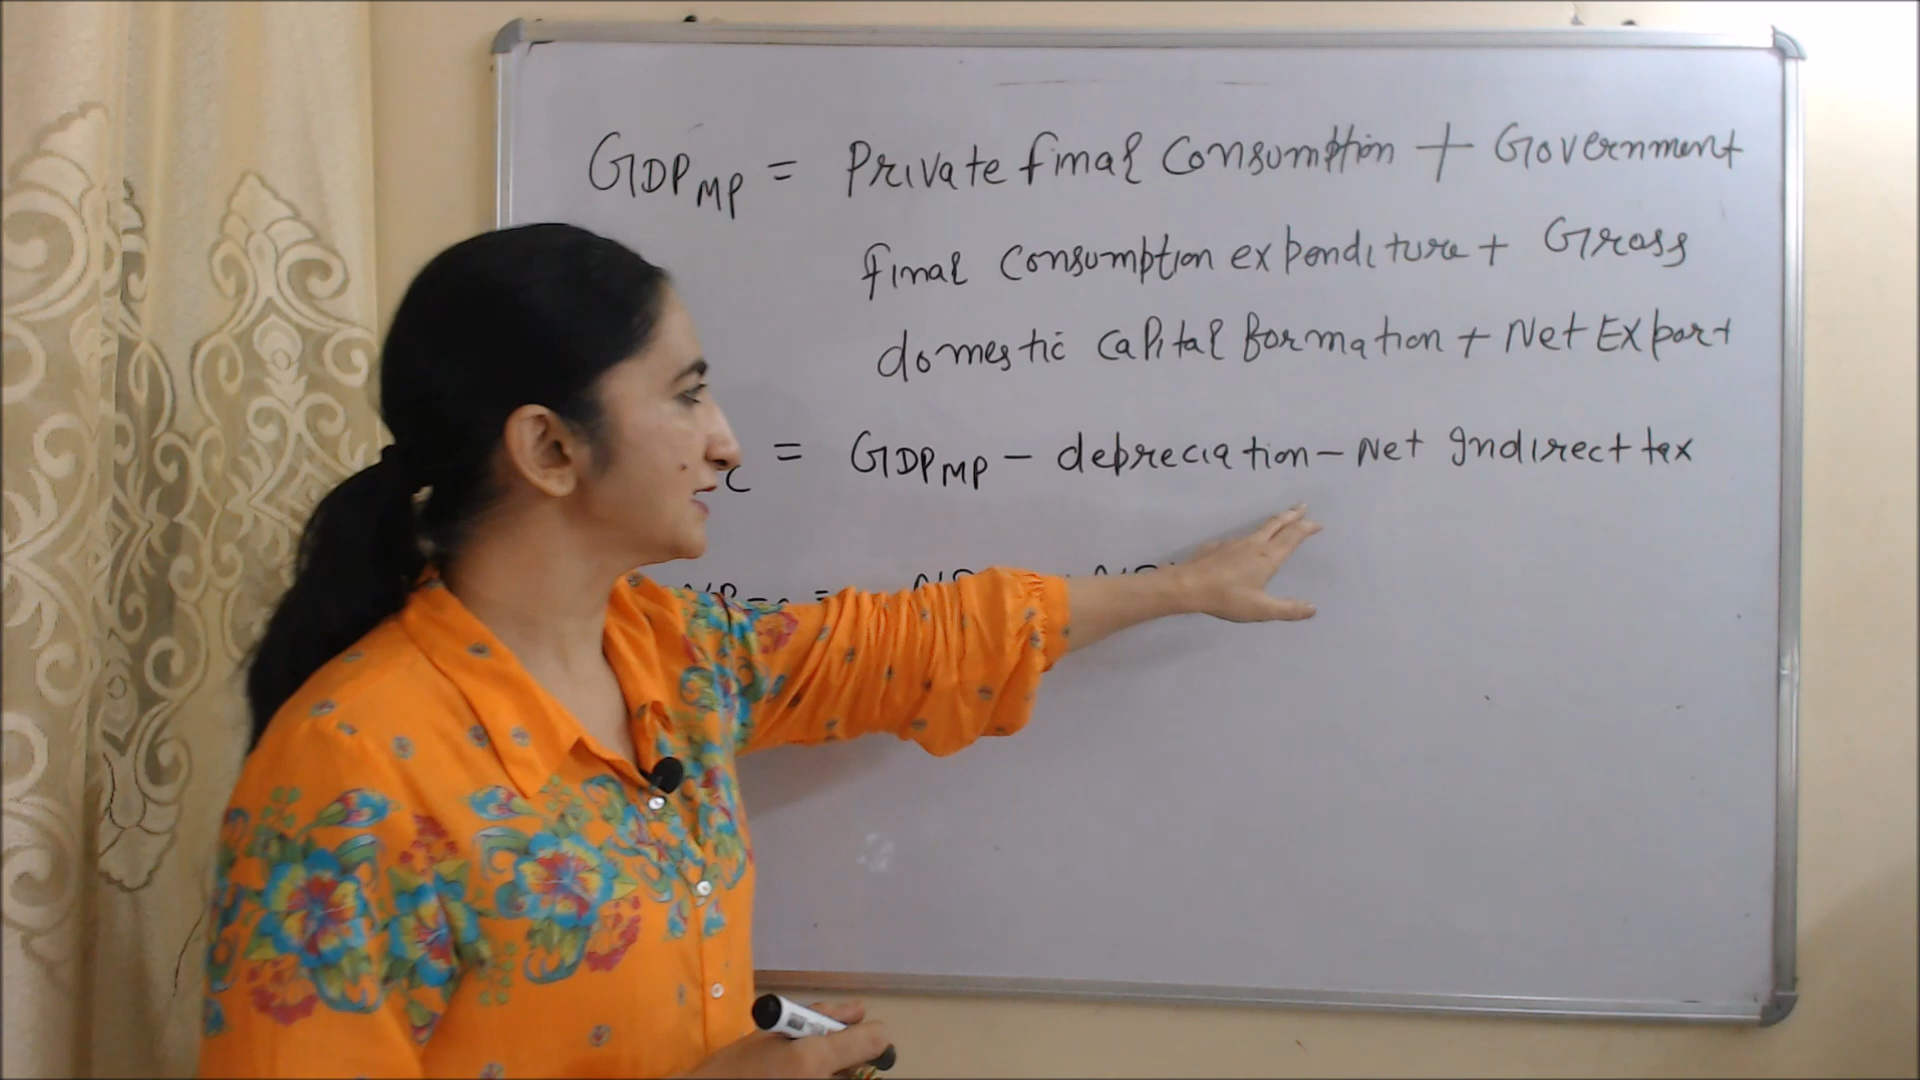 GDPMP = Private final Consumption + Government
final Consumption expenditure + Gross
domestic capital formation + Net Export
= GDPMP - depreciation - Net Indirect tax